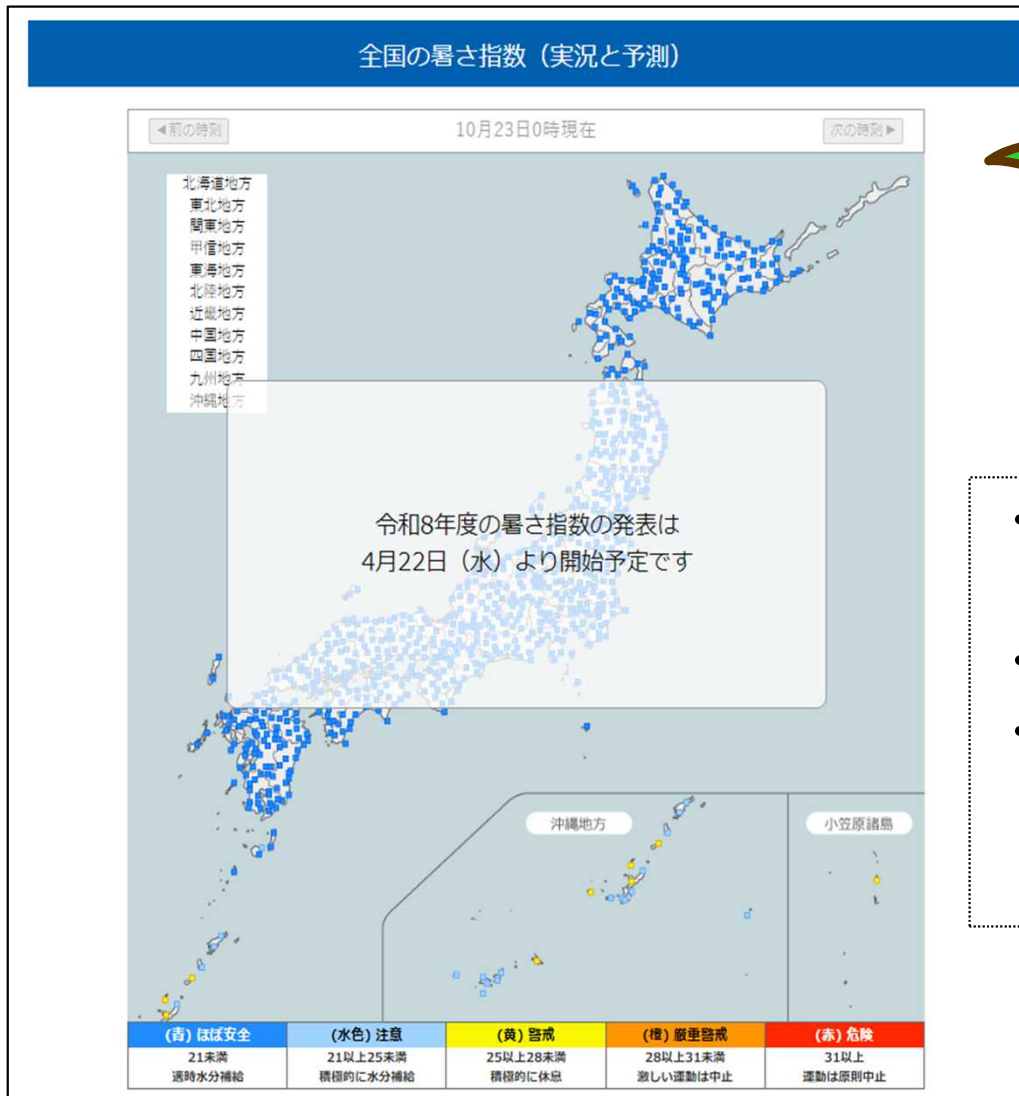 全国の暑さ指数（実況と予測）
◀前の時刻
10月23日0時現在
次の時刻▶
北海道地方
東北地方
関東地方
甲信地方
東海地方
北陸地方
近畿地方
中国地方
四国地方
九州地方
沖縄地方
令和8年度の暑さ指数の発表は
4月22日（水）より開始予定です
沖縄地方
小笠原諸島
(青) ほぼ安全
21未満
適時水分補給
(水色) 注意
21以上25未満
積極的に水分補給
(黄) 警戒
25以上28未満
積極的に休息
(橙) 厳重警戒
28以上31未満
激しい運動は中止
(赤) 危険
31以上
運動は原則中止